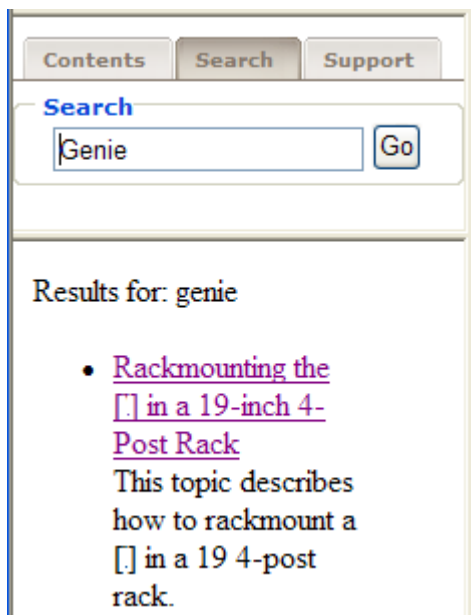 Contents Search Support
Search
Genie Go
Results for: genie
• Rackmounting the
[.] in a 19-inch 4-
Post Rack
This topic describes
how to rackmount a
[.] in a 19 4-post
rack.